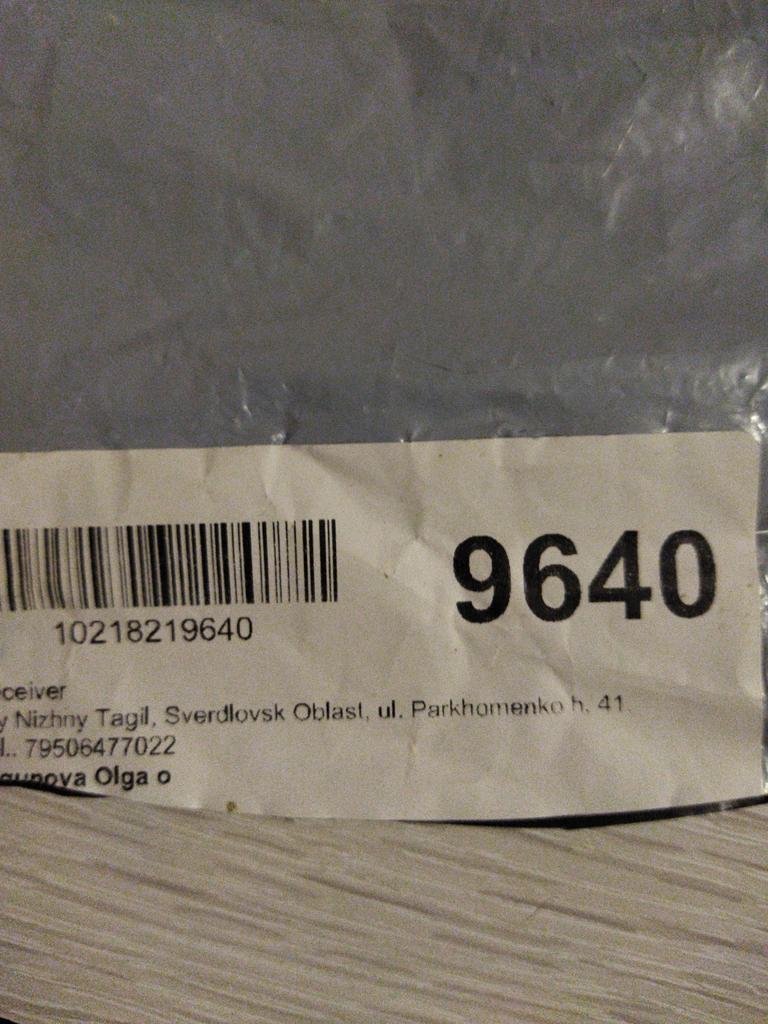 9640
10218219640
ceiver
y Nizhny Tagil, Sverdlovsk Oblast, ul. Parkhomenko h. 41
l.. 79506477022
gunova Olga o